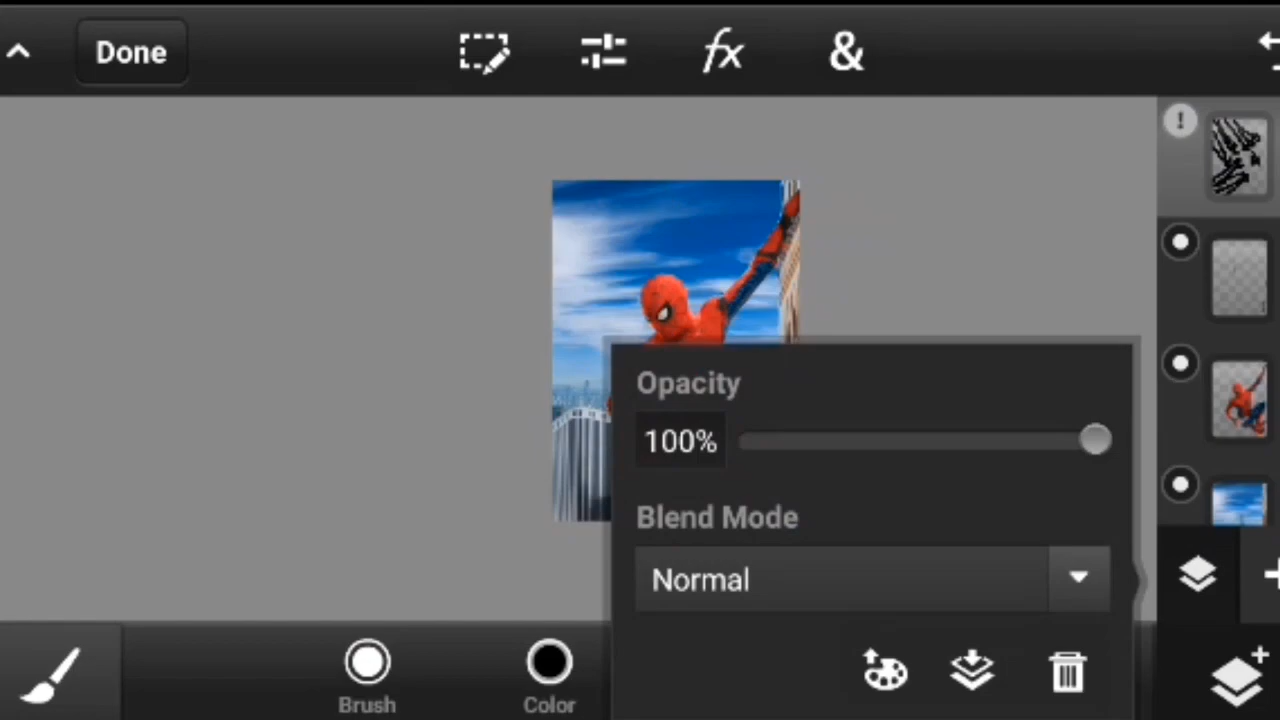 Done
fx
&
!
Opacity
100%
Blend Mode
Normal
Brush
Color